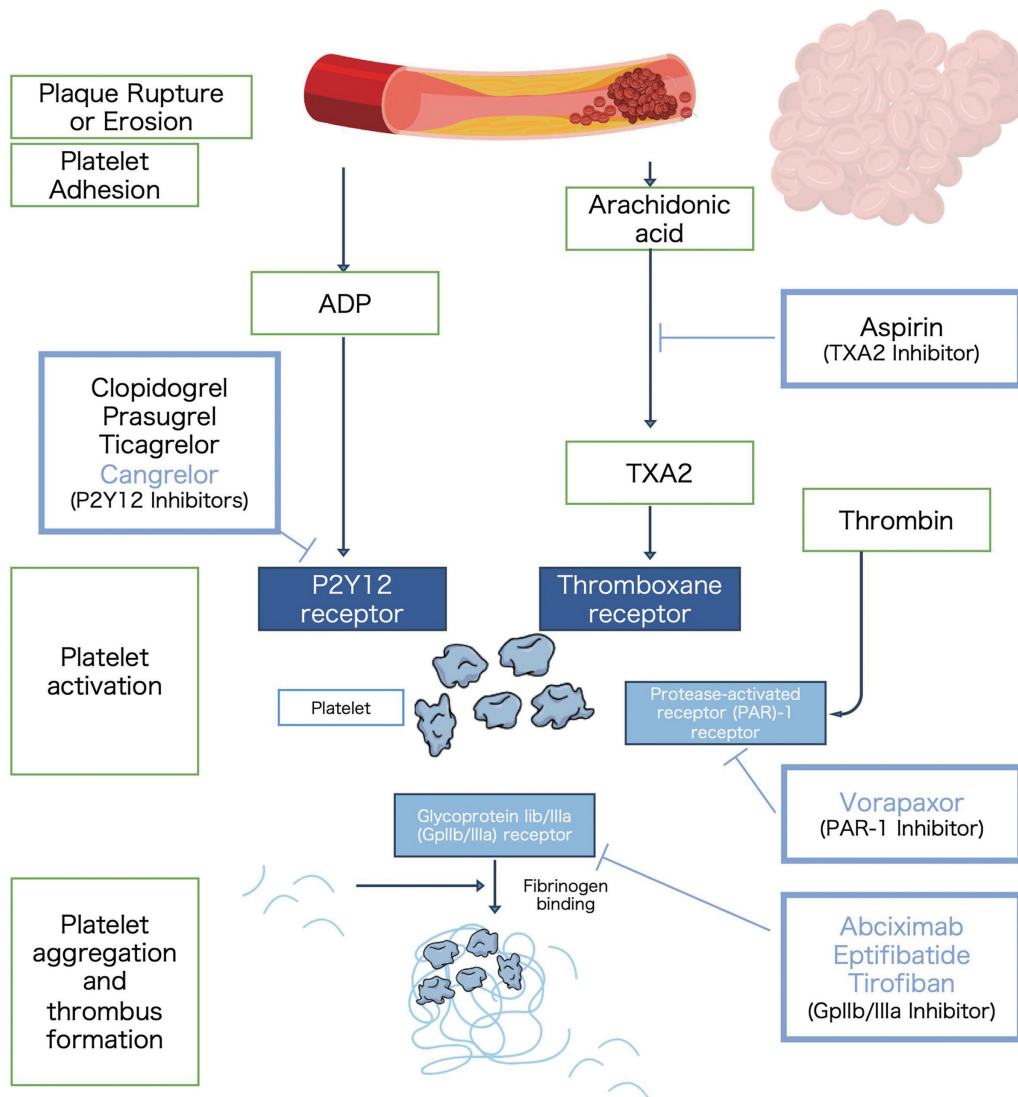 Plaque Rupture
or Erosion
Platelet
Adhesion
Arachidonic
acid
ADP
Aspirin
(TXA2 Inhibitor)
Clopidogrel
Prasugrel
Ticagrelor
Cangrelor
(P2Y12 Inhibitors)
TXA2
Thrombin
P2Y12
receptor
Thromboxane
receptor
Platelet
activation
Platelet
Protease-activated
receptor (PAR)-1
receptor
Vorapaxor
(PAR-1 Inhibitor)
Glycoprotein lib/IIIa
(GpIIb/IIIa) receptor
Fibrinogen
binding
Platelet
aggregation
and
thrombus
formation
Abciximab
Eptifibatide
Tirofiban
(GpIIb/IIIa Inhibitor)